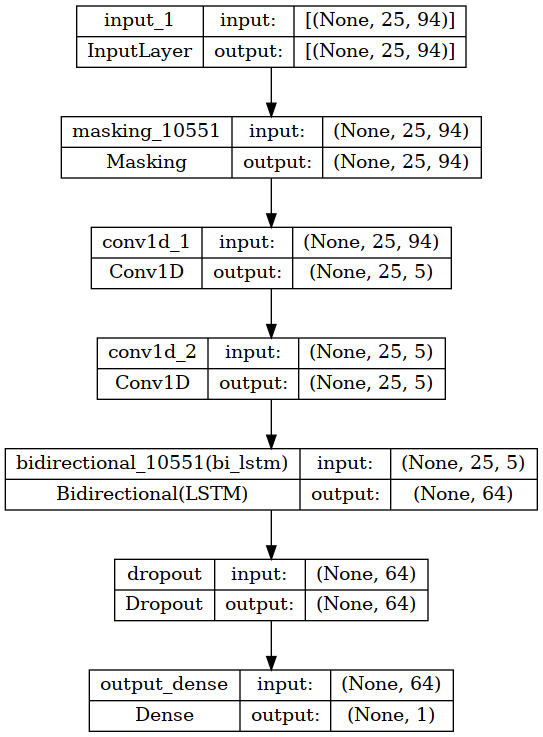 input_1 input: [(None, 25, 94)]
InputLayer output: [(None, 25, 94)]
masking_10551 input: (None, 25, 94)
Masking output: (None, 25, 94)
conv1d_1 input: (None, 25, 94)
Conv1D output: (None, 25, 5)
conv1d_2 input: (None, 25, 5)
Conv1D output: (None, 25, 5)
bidirectional_10551(bi_lstm) input: (None, 25, 5)
Bidirectional(LSTM) output: (None, 64)
dropout input: (None, 64)
Dropout output: (None, 64)
output_dense input: (None, 64)
Dense output: (None, 1)